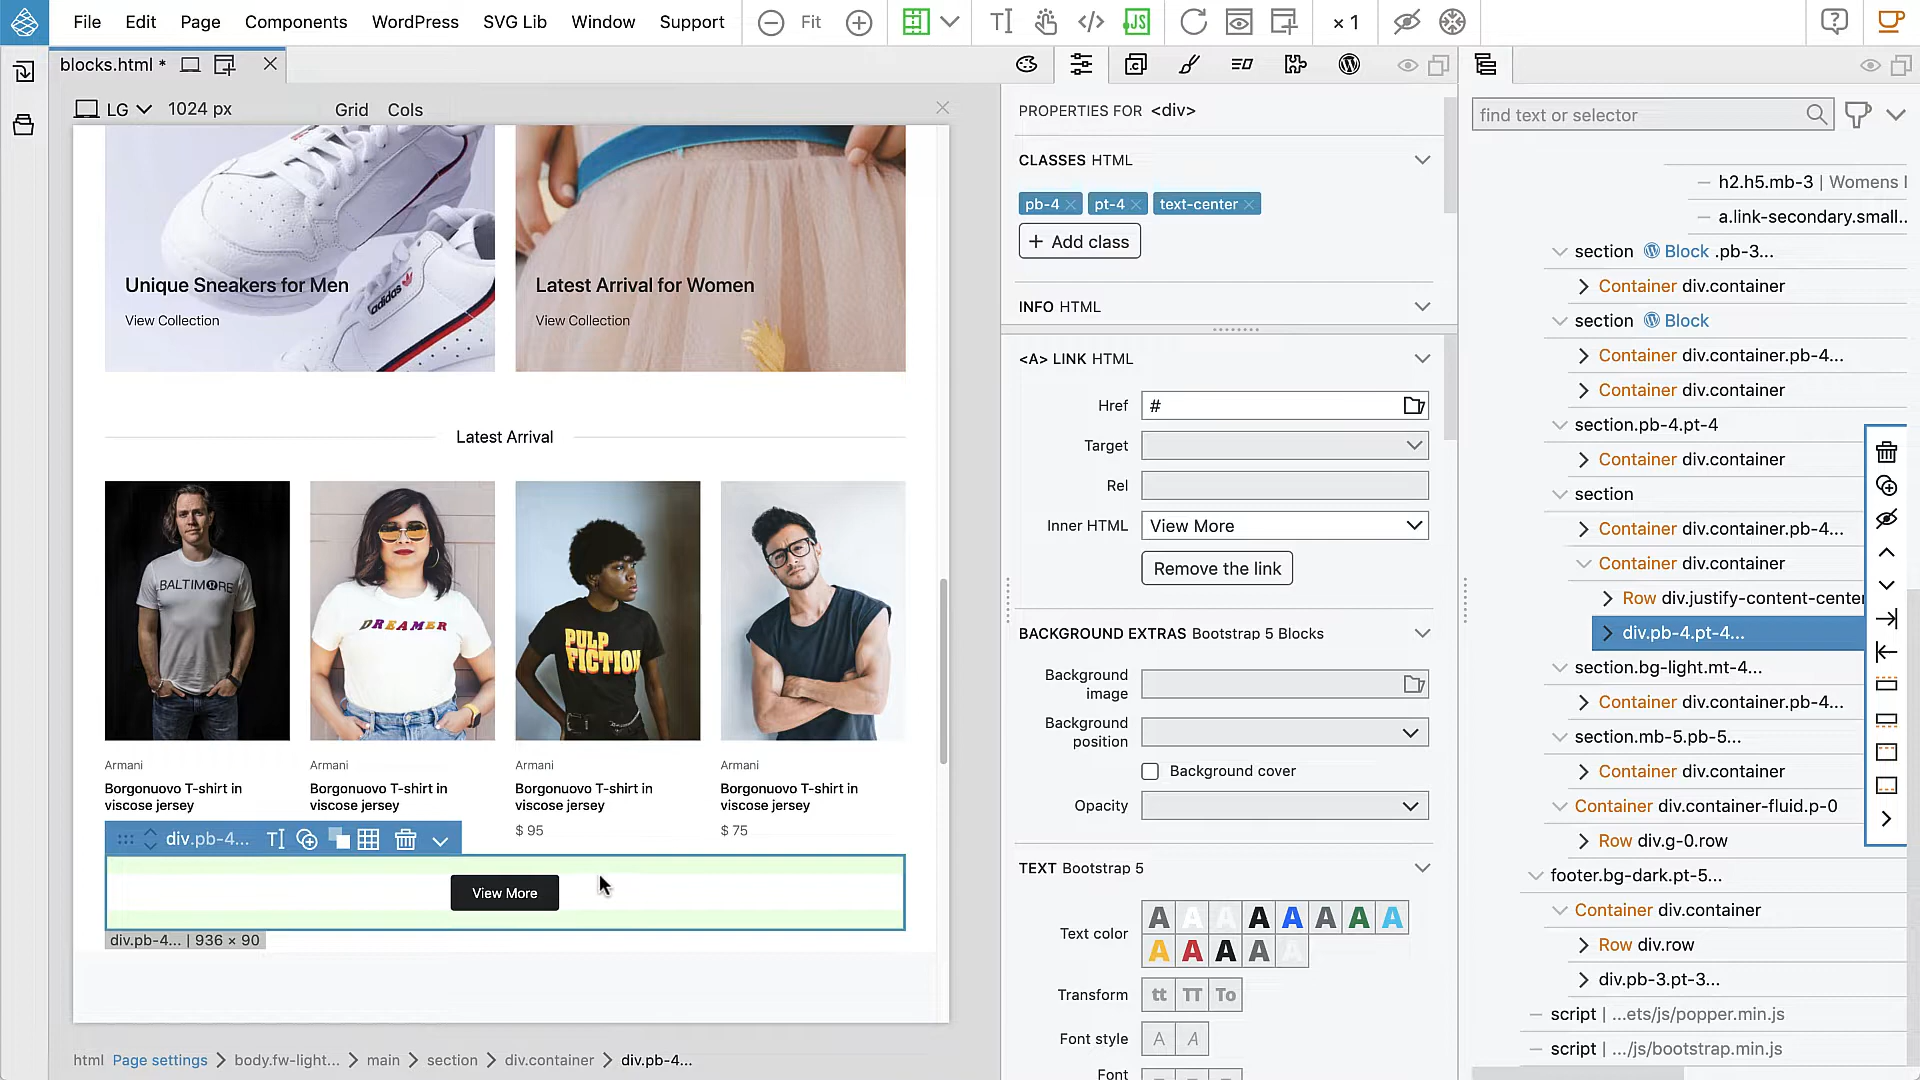 File Edit Page Components WordPress SVG Lib Window Support Fit JS × 1
blocks.html *
LG 1024 px Grid Cols
Unique Sneakers for Men
View Collection
adidas
Latest Arrival for Women
View Collection
Latest Arrival
BALTIMORE
DREAMER
PULP
FICTION
Armani
Borgonuovo T-shirt in
viscose jersey
Armani
Borgonuovo T-shirt in
viscose jersey
Armani
Borgonuovo T-shirt in
viscose jersey
$ 95
Armani
Borgonuovo T-shirt in
viscose jersey
$ 75
div.pb-4...
View More
div.pb-4... | 936 × 90
html Page settings body.fw-light... main section div.container div.pb-4...
PROPERTIES FOR <div>
CLASSES HTML
pb-4 pt-4 text-center
+ Add class
INFO HTML
<A> LINK HTML
Href #
Target
Rel
Inner HTML View More
Remove the link
BACKGROUND EXTRAS Bootstrap 5 Blocks
Background
image
Background
position
Background cover
Opacity
TEXT Bootstrap 5
Text color A A A A A A A A
A A A A A
Transform tt TT To
Font style A A
Font
find text or selector
h2.h5.mb-3 | Womens
a.link-secondary.small..
section Block .pb-3...
Container div.container
section Block
Container div.container.pb-4...
Container div.container
section.pb-4.pt-4
Container div.container
section
Container div.container.pb-4...
Container div.container
Row div.justify-content-center
div.pb-4.pt-4...
section.bg-light.mt-4...
Container div.container.pb-4...
section.mb-5.pb-5...
Container div.container
Container div.container-fluid.p-0
Row div.g-0.row
footer.bg-dark.pt-5...
Container div.container
Row div.row
div.pb-3.pt-3...
script | ...ets/js/popper.min.js
script | .../js/bootstrap.min.js